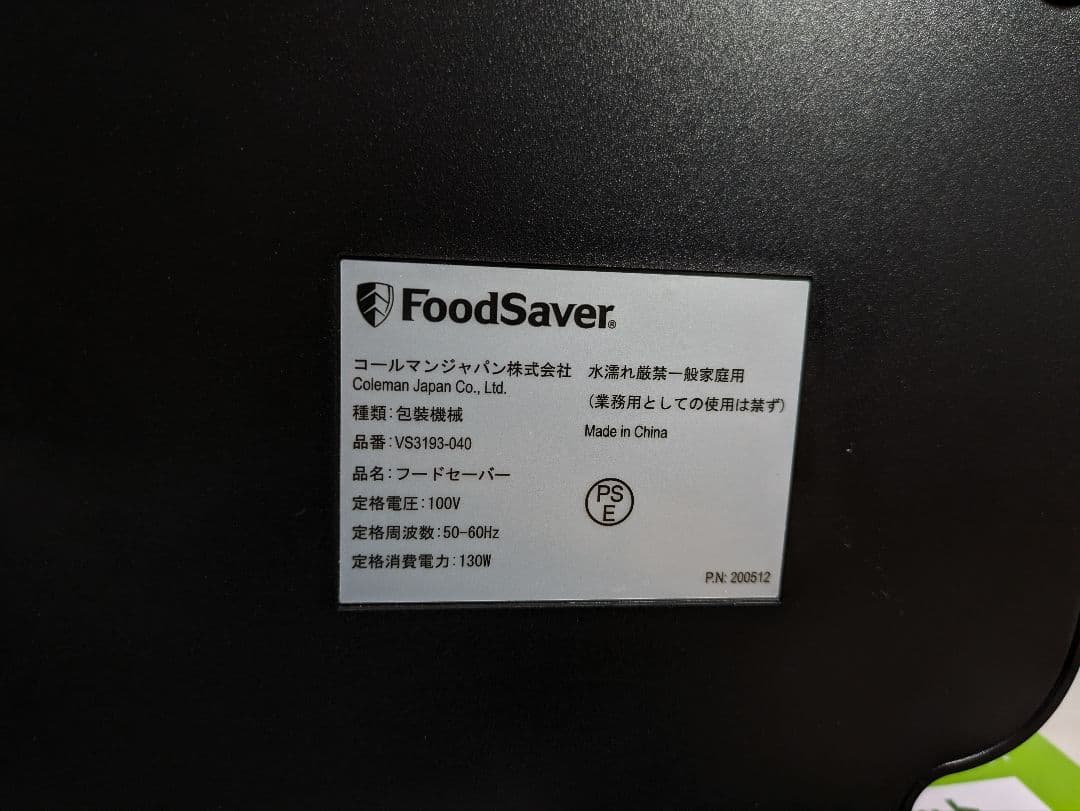 FoodSaver®
コールマンジャパン株式会社
Coleman Japan Co., Ltd.
種類:包装機械
品番:VS3193-040
品名:フードセーバー
定格電圧:100V
定格周波数:50-60Hz
定格消費電力:130W
水濡れ厳禁一般家庭用
(業務用としての使用は禁ず)
Made in China
PS
E
P.N: 200512